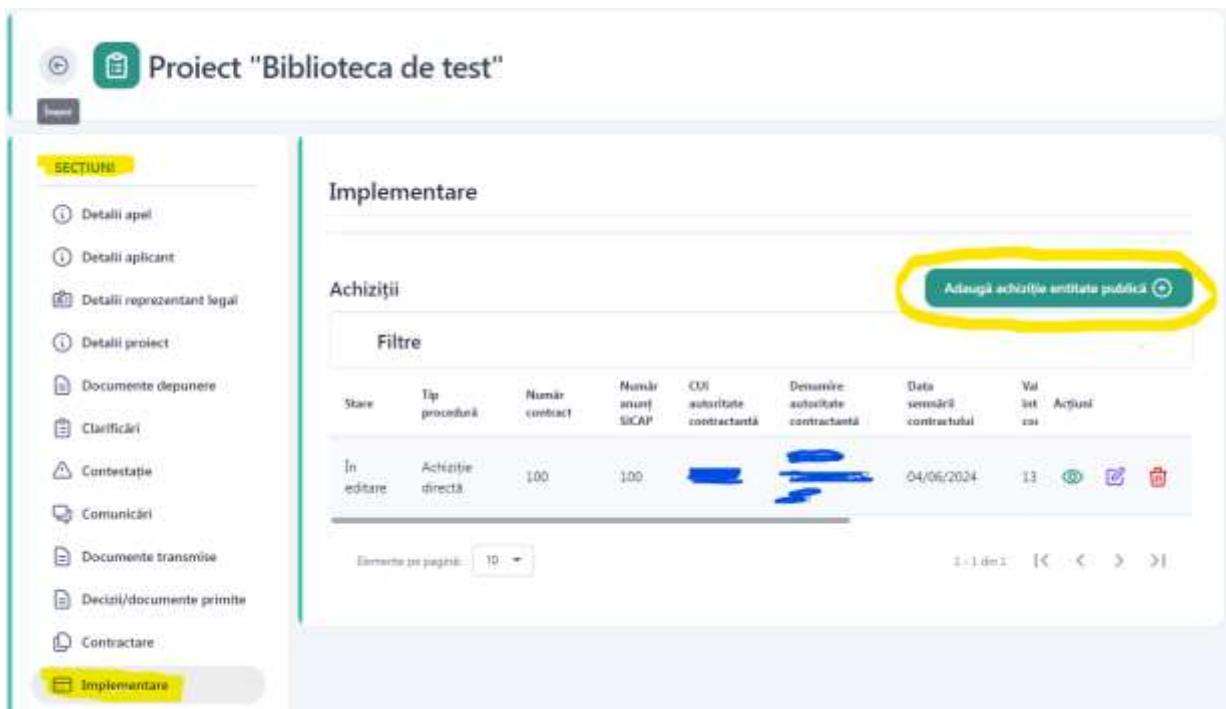 Proiect "Biblioteca de test"
Înapoi
SECȚIUNI
Detalii apel
Detalii aplicant
Detalii reprezentant legal
Detalii proiect
Documente depunere
Clarificări
Contestație
Comunicări
Documente transmise
Decizii/documente primite
Contractare
Implementare
Implementare
Achiziții
Adaugă achiziție entitate publică
Filtre
Stare
Tip procedură
Număr contract
Număr anunț SICAP
CUI autoritate contractantă
Denumire autoritate contractantă
Data semnării contractului
Val
Acțiuni
În editare
Achiziție directă
100
100
04/06/2024
13
Elemente pe pagină:
10
1 - 1 din 1